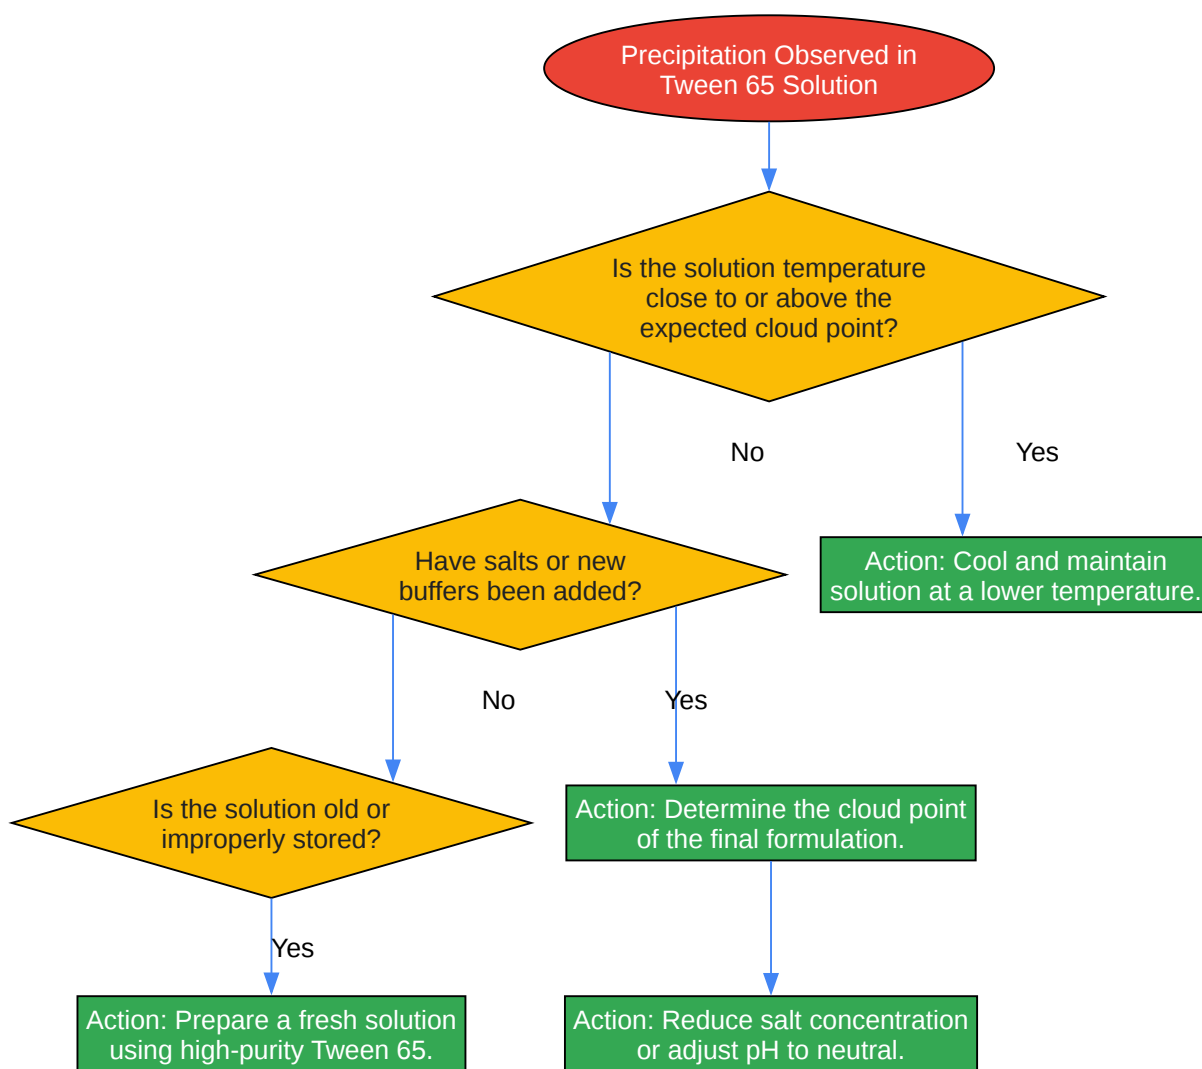 Precipitation Observed in
Tween 65 Solution
Is the solution temperature
close to or above the
expected cloud point?
No
Yes
Have salts or new
buffers been added?
Action: Cool and maintain
solution at a lower temperature.
No
Yes
Is the solution old or
improperly stored?
Action: Determine the cloud point
of the final formulation.
Yes
Action: Prepare a fresh solution
using high-purity Tween 65.
Action: Reduce salt concentration
or adjust pH to neutral.